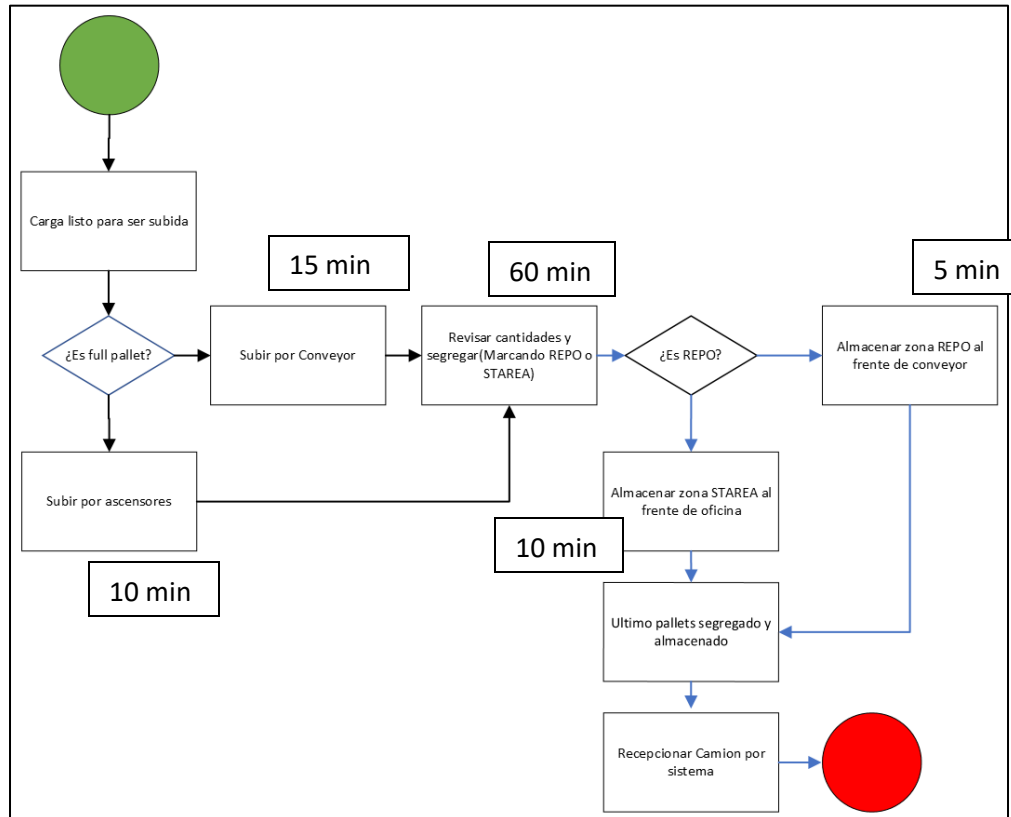 Carga listo para ser subida
15 min
60 min
5 min
¿Es full pallet?
Subir por Conveyor
Revisar cantidades y
segregar(Marcando REPO o
STAREA)
¿Es REPO?
Almacenar zona REPO al
frente de conveyor
Subir por ascensores
Almacenar zona STAREA al
frente de oficina
10 min
10 min
Ultimo pallets segregado y
almacenado
Recepcionar Camion por
sistema